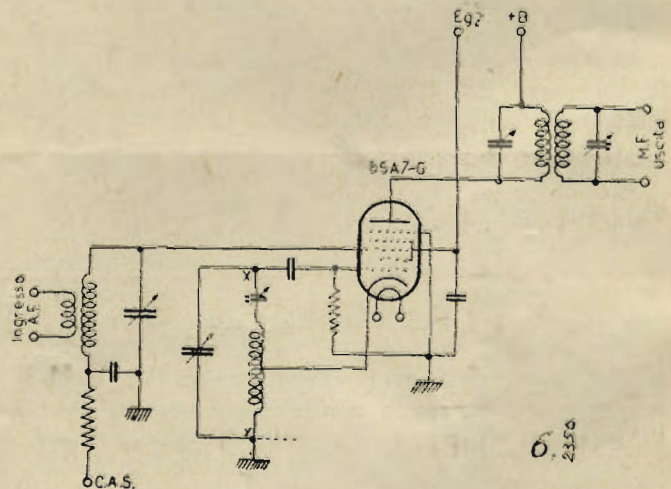 Eg2 +B
6SA7-G
M.F.
Uscita
Ingresso
A.F.
X
X
C.A.S.
6.2350